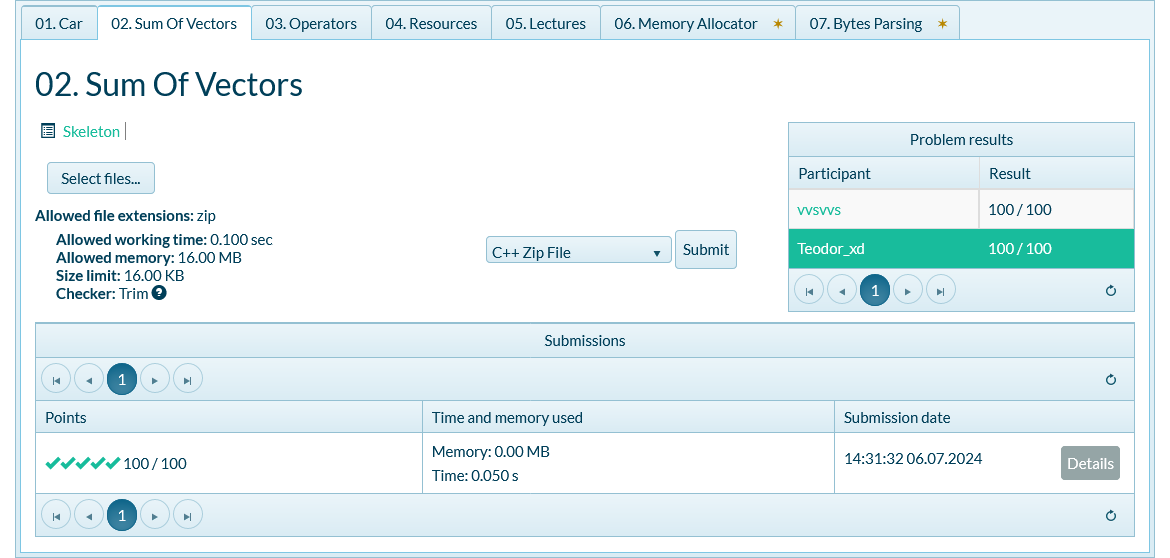 01. Car
02. Sum Of Vectors
03. Operators
04. Resources
05. Lectures
06. Memory Allocator
07. Bytes Parsing
02. Sum Of Vectors
Skeleton
Select files...
Allowed file extensions: zip
Allowed working time: 0.100 sec
Allowed memory: 16.00 MB
Size limit: 16.00 KB
Checker: Trim ?
C++ Zip File
Submit
Problem results
Participant Result
vvsvvs 100 / 100
Teodor_xd 100 / 100
1
Submissions
1
Points Time and memory used Submission date
100 / 100
Memory: 0.00 MB
Time: 0.050 s
14:31:32 06.07.2024
Details
1